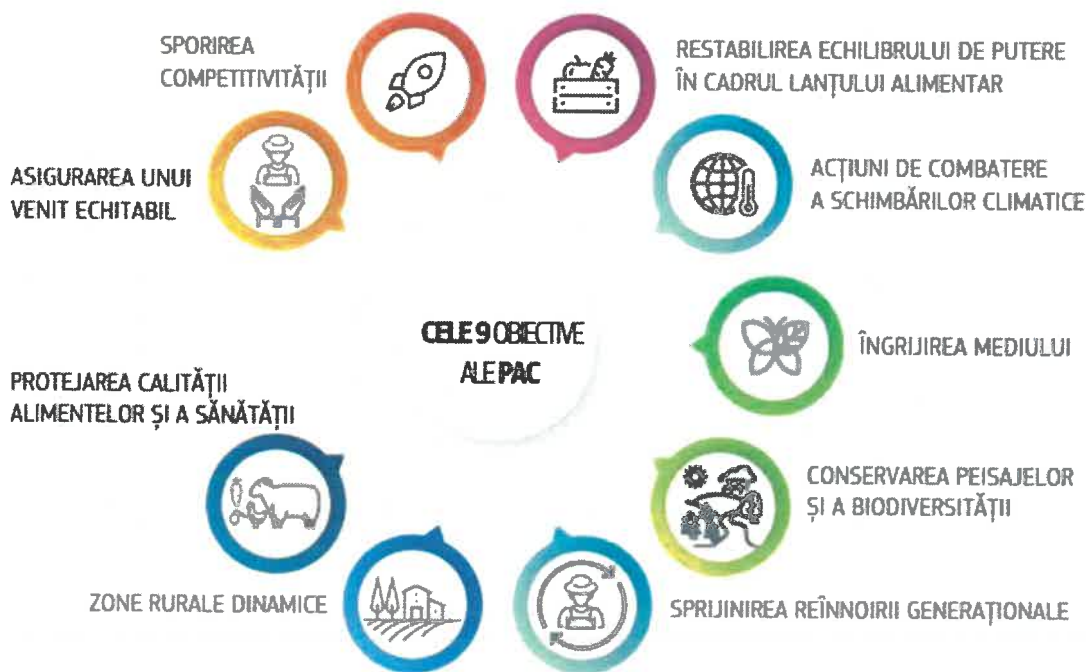 SPORIREA
COMPETITIVITĂȚII
RESTABILIREA ECHILIBRULUI DE PUTERE
ÎN CADRUL LANȚULUI ALIMENTAR
ASIGURAREA UNUI
VENIT ECHITABIL
ACȚIUNI DE COMBATERE
A SCHIMBĂRILOR CLIMATICE
CELE 9 OBIECTIVE
ALE PAC
ÎNGRIJIREA MEDIULUI
PROTEJAREA CALITĂȚII
ALIMENTELOR ȘI A SĂNĂTĂȚII
CONSERVAREA PEISAJELOR
ȘI A BIODIVERSITĂȚII
ZONE RURALE DINAMICE
SPRIJINIREA REÎNNOIRII GENERAȚIONALE